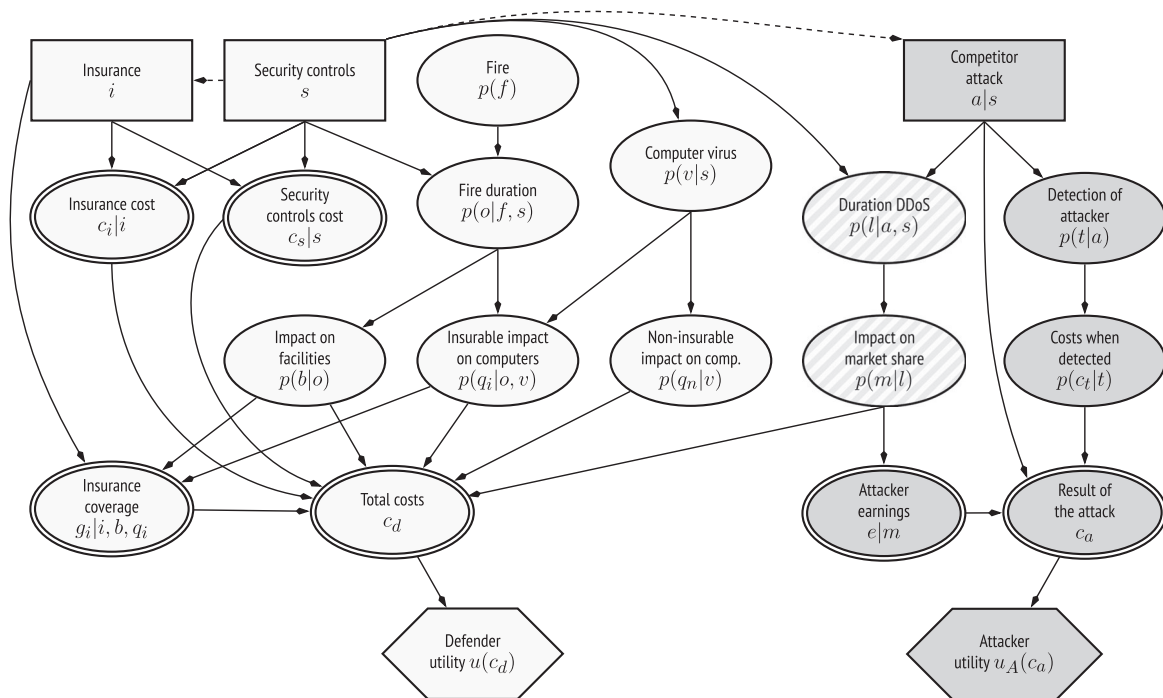 Insurance
i
Security controls
s
Fire
p(f)
Competitor
attack
a|s
Computer virus
p(v|s)
Insurance cost
c_i|i
Security
controls cost
c_s|s
Fire duration
p(o|f, s)
Duration DDoS
p(l|a, s)
Detection of
attacker
p(t|a)
Impact on
facilities
p(b|o)
Insurable impact
on computers
p(q_i|o, v)
Non-insurable
impact on comp.
p(q_n|v)
Impact on
market share
p(m|l)
Costs when
detected
p(c_t|t)
Insurance
coverage
g_i|i, b, q_i
Total costs
c_d
Attacker
earnings
e|m
Result of
the attack
c_a
Defender
utility u(c_d)
Attacker
utility u_A(c_a)